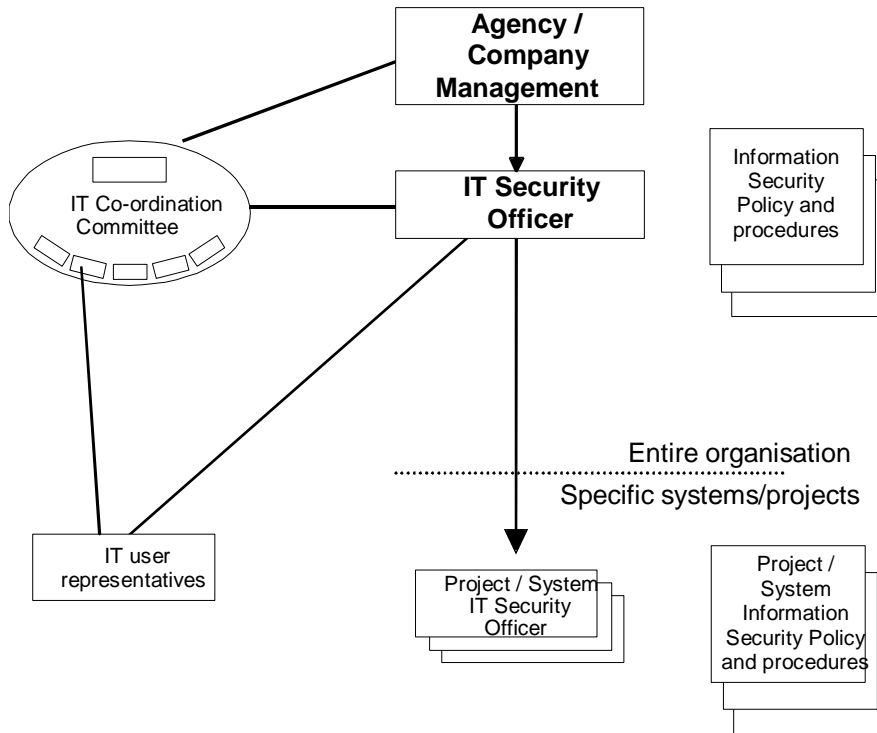 Agency /
Company
Management
IT Co-ordination
Committee
IT Security
Officer
Information
Security
Policy and
procedures
Entire organisation
Specific systems/projects
IT user
representatives
Project / System
IT Security
Officer
Project /
System
Information
Security Policy
and procedures